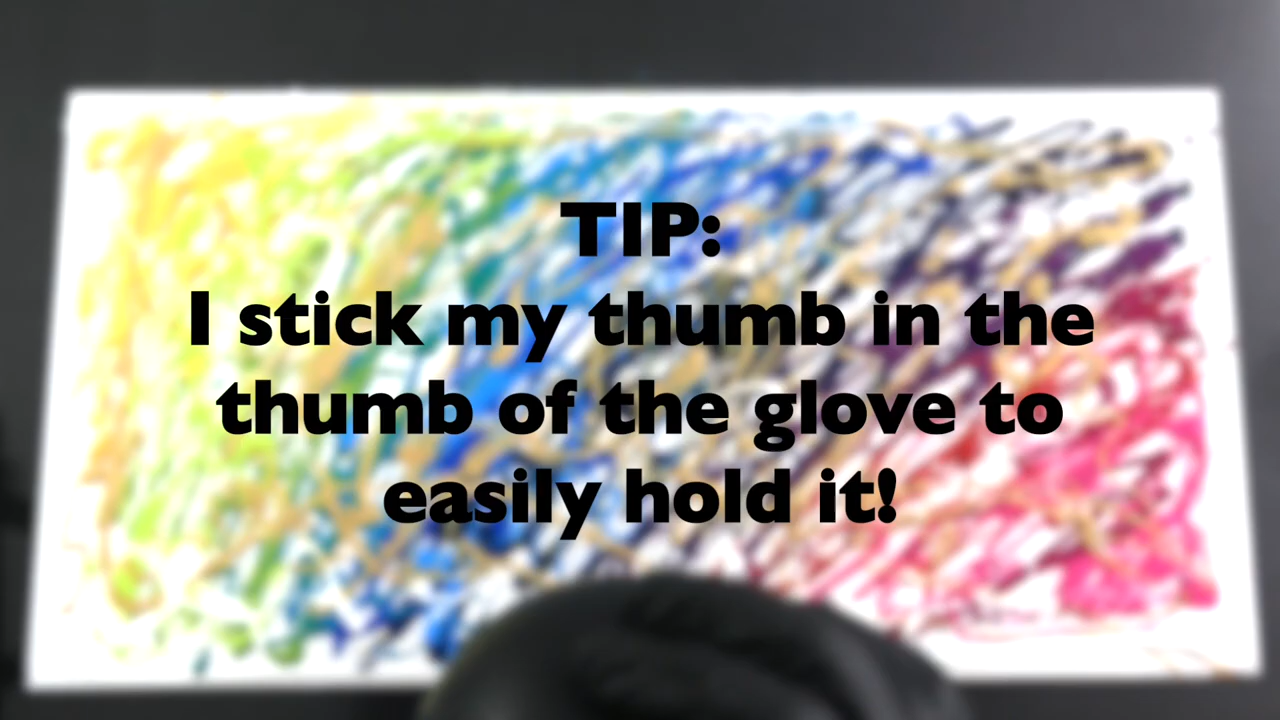 TIP:
I stick my thumb in the
thumb of the glove to
easily hold it!